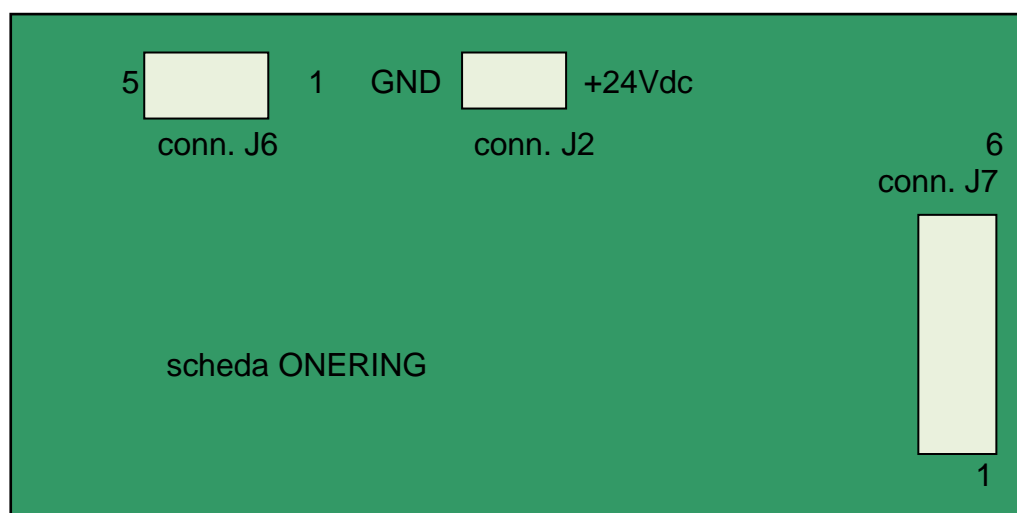 5 1 GND +24Vdc
conn. J6 conn. J2 6
conn. J7
scheda ONERING
1